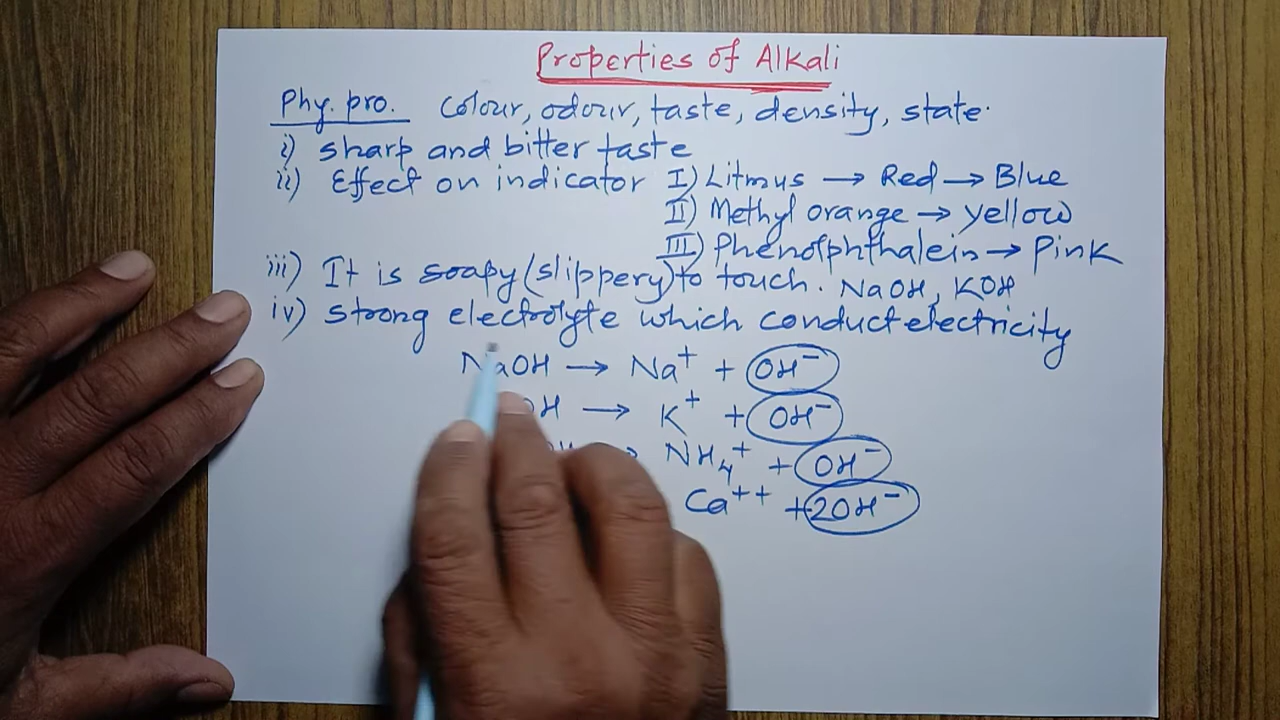 Properties of Alkali
Phy. pro. Colour, odour, taste, density, state.
i) sharp and bitter taste
ii) Effect on indicator I) Litmus → Red → Blue
II) Methyl orange → yellow
III) Phenolphthalein → Pink
iii) It is soapy (slippery) to touch. NaOH, KOH
iv) strong electrolyte which conduct electricity
NaOH → Na⁺ + OH⁻
OH → K⁺ + OH⁻
NH₄⁺ + OH⁻
Ca⁺⁺ + 2OH⁻